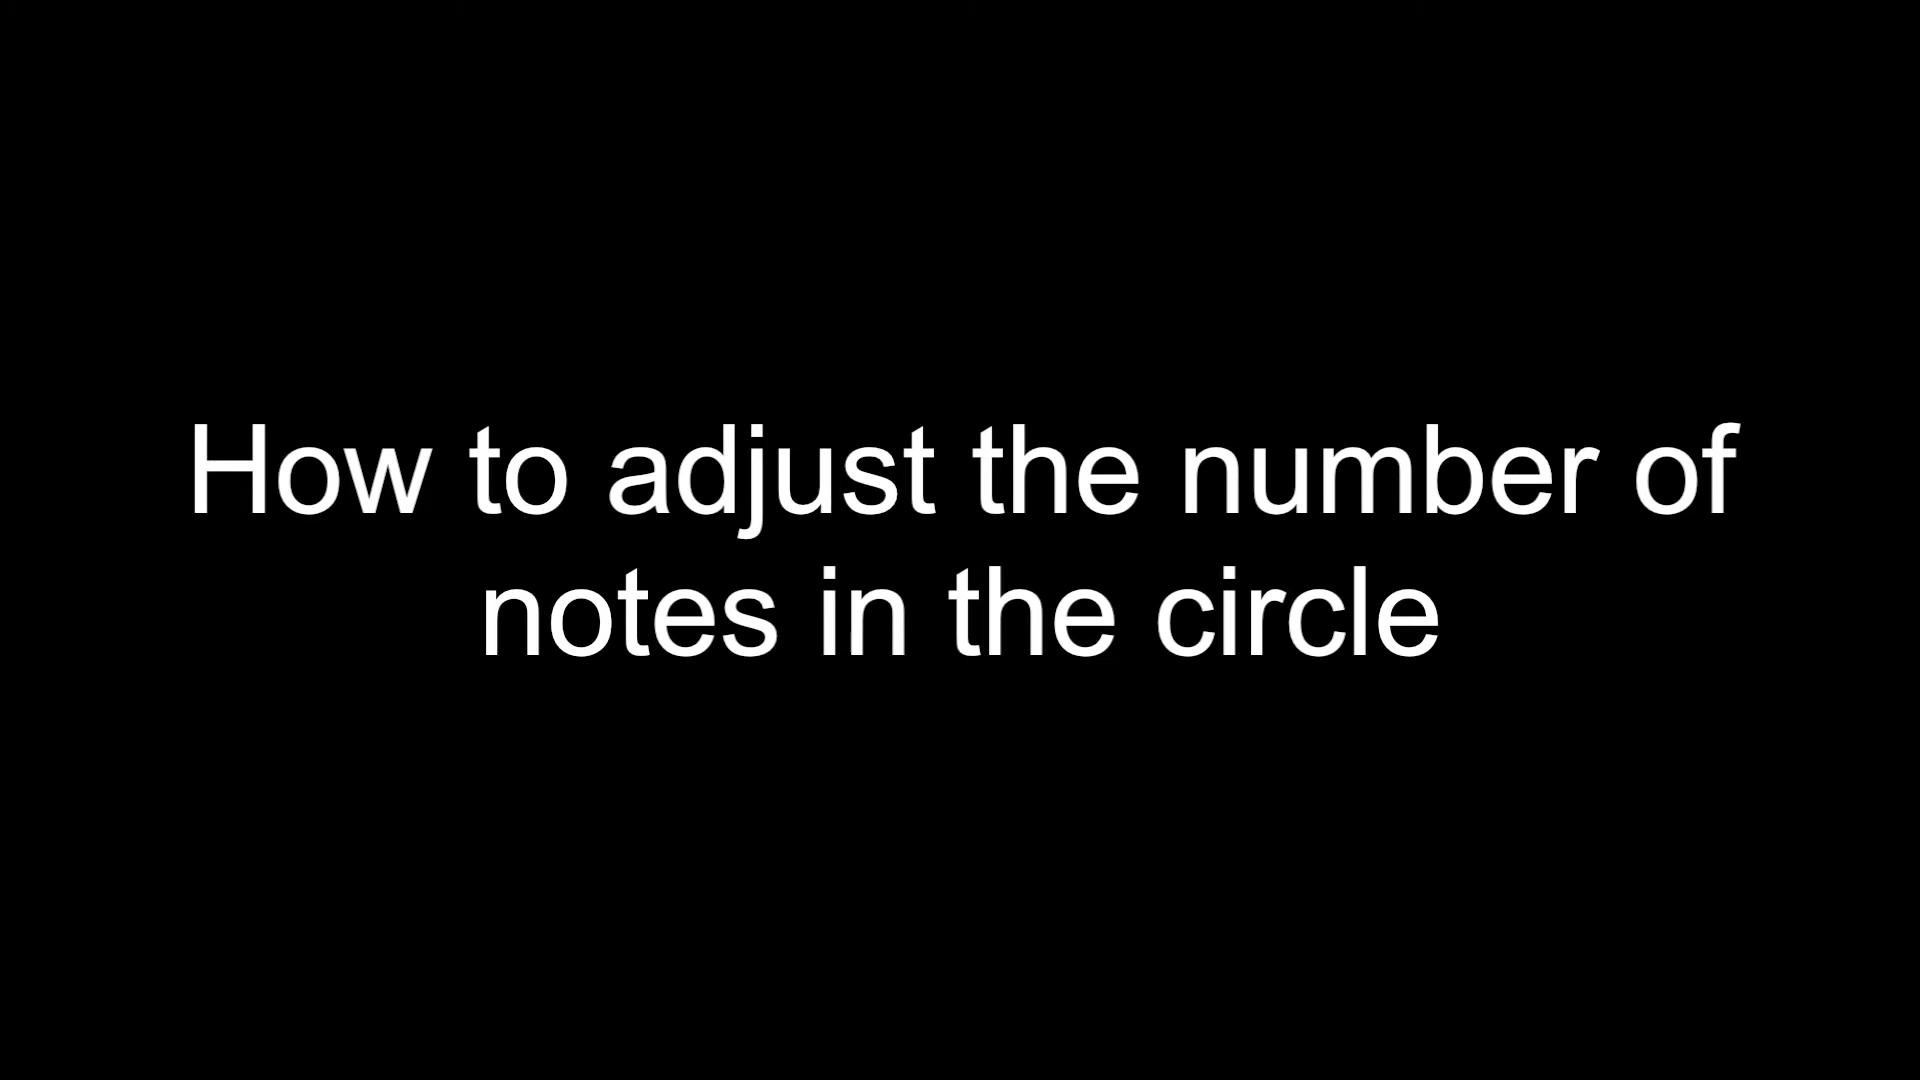 How to adjust the number of
notes in the circle